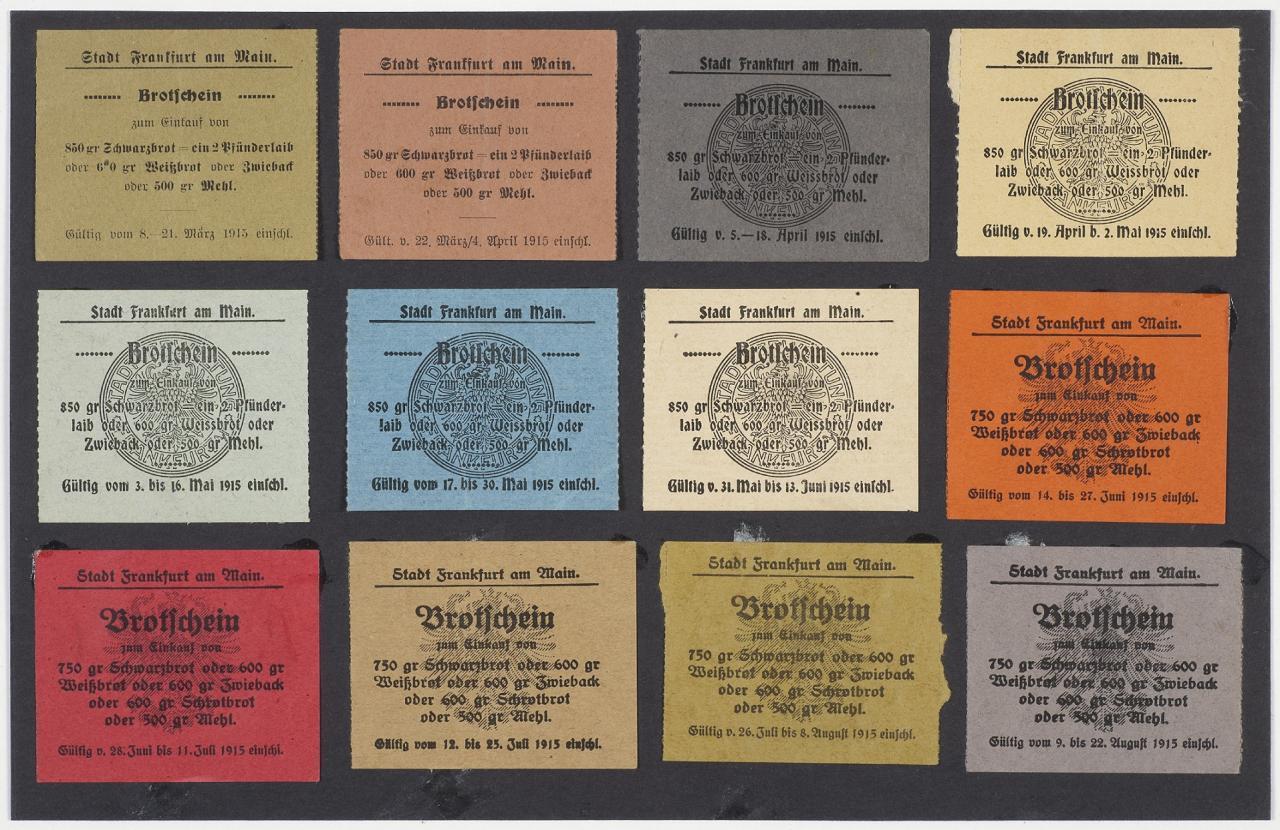 Stadt Frankfurt am Main.
Brotschein
zum Einkauf von
850 gr Schwarzbrot = ein 2 Pfünderlaib
oder 600 gr Weißbrot oder Zwieback
oder 500 gr Mehl.
Gültig vom 8.—21. März 1915 einschl.
Stadt Frankfurt am Main.
Brotschein
zum Einkauf von
850 gr Schwarzbrot = ein 2 Pfünderlaib
oder 600 gr Weißbrot oder Zwieback
oder 500 gr Mehl.
Gült. v. 22. März/4. April 1915 einschl.
Stadt Frankfurt am Main.
Brotschein
zum Einkauf von
850 gr Schwarzbrot = ein 2 Pfünder-
laib oder 600 gr Weissbrot oder
Zwieback oder 500 gr Mehl.
Gültig v. 5.—18. April 1915 einschl.
Stadt Frankfurt am Main.
Brotschein
zum Einkauf von
850 gr Schwarzbrot = ein 2 Pfünder-
laib oder 600 gr Weissbrot oder
Zwieback oder 500 gr Mehl.
Gültig v. 19. April b. 2. Mai 1915 einschl.
Stadt Frankfurt am Main.
Brotschein
zum Einkauf von
850 gr Schwarzbrot = ein 2 Pfünder-
laib oder 600 gr Weissbrot oder
Zwieback oder 500 gr Mehl.
Gültig vom 3. bis 16. Mai 1915 einschl.
Stadt Frankfurt am Main.
Brotschein
zum Einkauf von
850 gr Schwarzbrot = ein 2 Pfünder-
laib oder 600 gr Weissbrot oder
Zwieback oder 500 gr Mehl.
Gültig vom 17. bis 30. Mai 1915 einschl.
Stadt Frankfurt am Main.
Brotschein
zum Einkauf von
850 gr Schwarzbrot = ein 2 Pfünder-
laib oder 600 gr Weissbrot oder
Zwieback oder 500 gr Mehl.
Gültig v. 31. Mai bis 13. Juni 1915 einschl.
Stadt Frankfurt am Main.
Brotschein
zum Einkauf von
750 gr Schwarzbrot oder 600 gr
Weißbrot oder 600 gr Zwieback
oder 600 gr Schrotbrot
oder 500 gr Mehl.
Gültig vom 14. bis 27. Juni 1915 einschl.
Stadt Frankfurt am Main.
Brotschein
zum Einkauf von
750 gr Schwarzbrot oder 600 gr
Weißbrot oder 600 gr Zwieback
oder 600 gr Schrotbrot
oder 500 gr Mehl.
Gültig v. 28. Juni bis 11. Juli 1915 einschl.
Stadt Frankfurt am Main.
Brotschein
zum Einkauf von
750 gr Schwarzbrot oder 600 gr
Weißbrot oder 600 gr Zwieback
oder 600 gr Schrotbrot
oder 500 gr Mehl.
Gültig vom 12. bis 25. Juli 1915 einschl.
Stadt Frankfurt am Main.
Brotschein
zum Einkauf von
750 gr Schwarzbrot oder 600 gr
Weißbrot oder 600 gr Zwieback
oder 600 gr Schrotbrot
oder 500 gr Mehl.
Gültig v. 26. Juli bis 8. August 1915 einschl.
Stadt Frankfurt am Main.
Brotschein
zum Einkauf von
750 gr Schwarzbrot oder 600 gr
Weißbrot oder 600 gr Zwieback
oder 600 gr Schrotbrot
oder 500 gr Mehl.
Gültig vom 9. bis 22. August 1915 einschl.